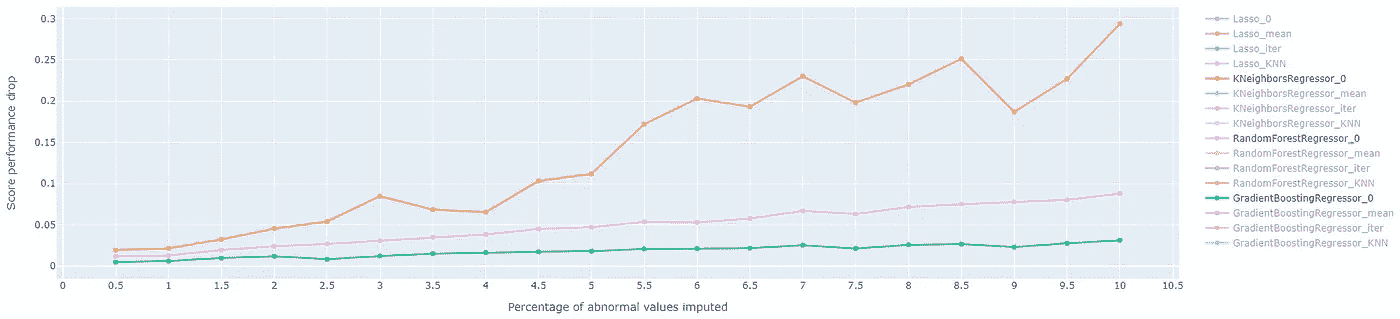 Score performance drop
0.3
0.25
0.2
0.15
0.1
0.05
0
0 0.5 1 1.5 2 2.5 3 3.5 4 4.5 5 5.5 6 6.5 7 7.5 8 8.5 9 9.5 10 10.5
Percentage of abnormal values imputed
Lasso_0
Lasso_mean
Lasso_iter
Lasso_KNN
KNeighborsRegressor_0
KNeighborsRegressor_mean
KNeighborsRegressor_iter
KNeighborsRegressor_KNN
RandomForestRegressor_0
RandomForestRegressor_mean
RandomForestRegressor_iter
RandomForestRegressor_KNN
GradientBoostingRegressor_0
GradientBoostingRegressor_mean
GradientBoostingRegressor_iter
GradientBoostingRegressor_KNN